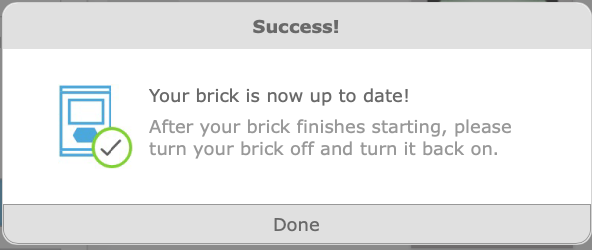 Success!
Your brick is now up to date!
After your brick finishes starting, please
turn your brick off and turn it back on.
Done